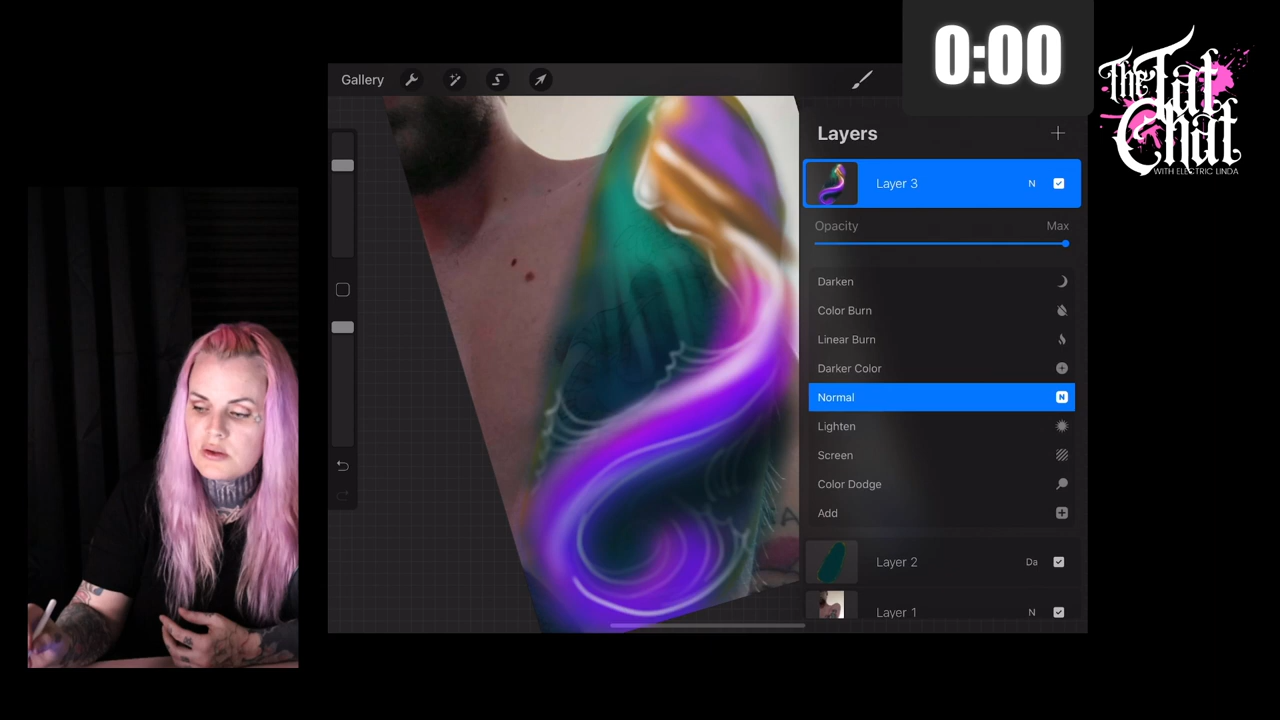 0:00
The Tat Chat
WITH ELECTRIC LINDA
Gallery
Layers
Layer 3 N
Opacity Max
Darken
Color Burn
Linear Burn
Darker Color
Normal N
Lighten
Screen
Color Dodge
Add
Layer 2 Da
Layer 1 N